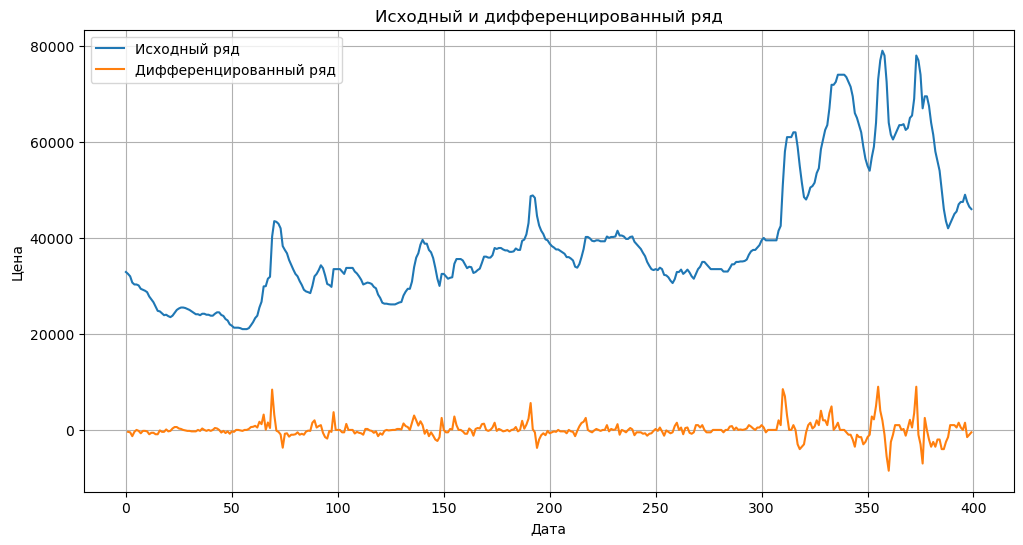 Исходный и дифференцированный ряд
Исходный ряд
Дифференцированный ряд
Цена
80000
60000
40000
20000
0
0 50 100 150 200 250 300 350 400
Дата